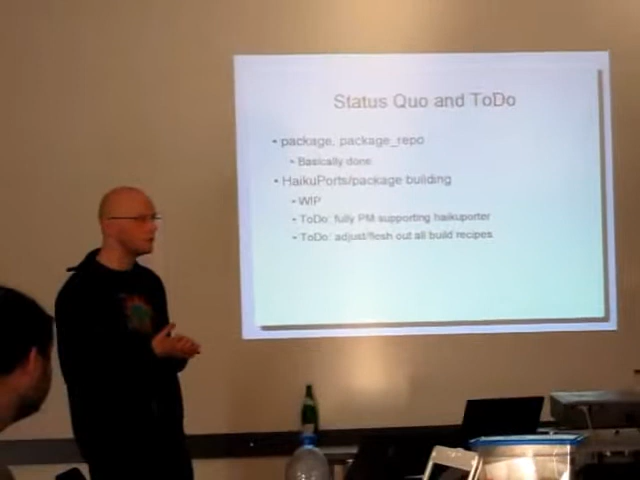 Status Quo and ToDo
• package, package_repo
• Basically done
• HaikuPorts/package building
• WIP
• ToDo: fully PM supporting haikuporter
• ToDo: adjust/flesh out all build recipes